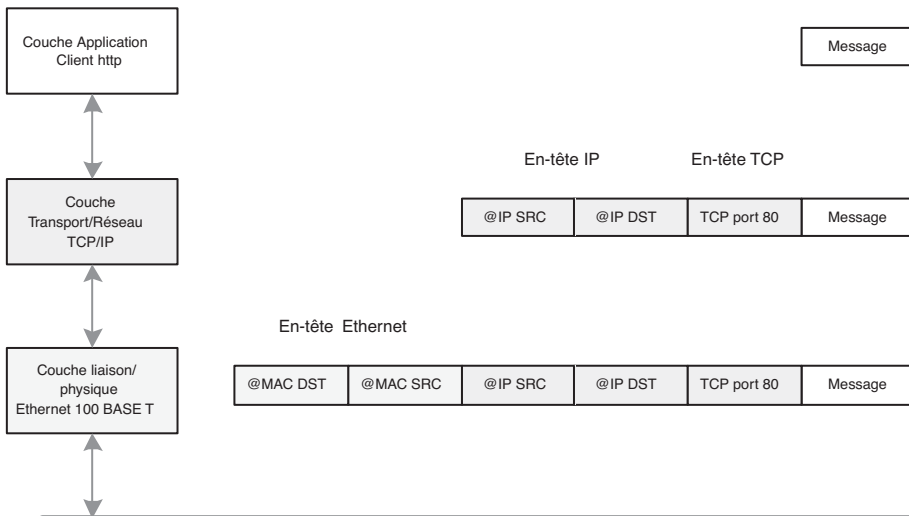 Couche Application
Client http
Message
En-tête IP
En-tête TCP
Couche
Transport/Réseau
TCP/IP
@IP SRC
@IP DST
TCP port 80
Message
En-tête Ethernet
Couche liaison/
physique
Ethernet 100 BASE T
@MAC DST
@MAC SRC
@IP SRC
@IP DST
TCP port 80
Message